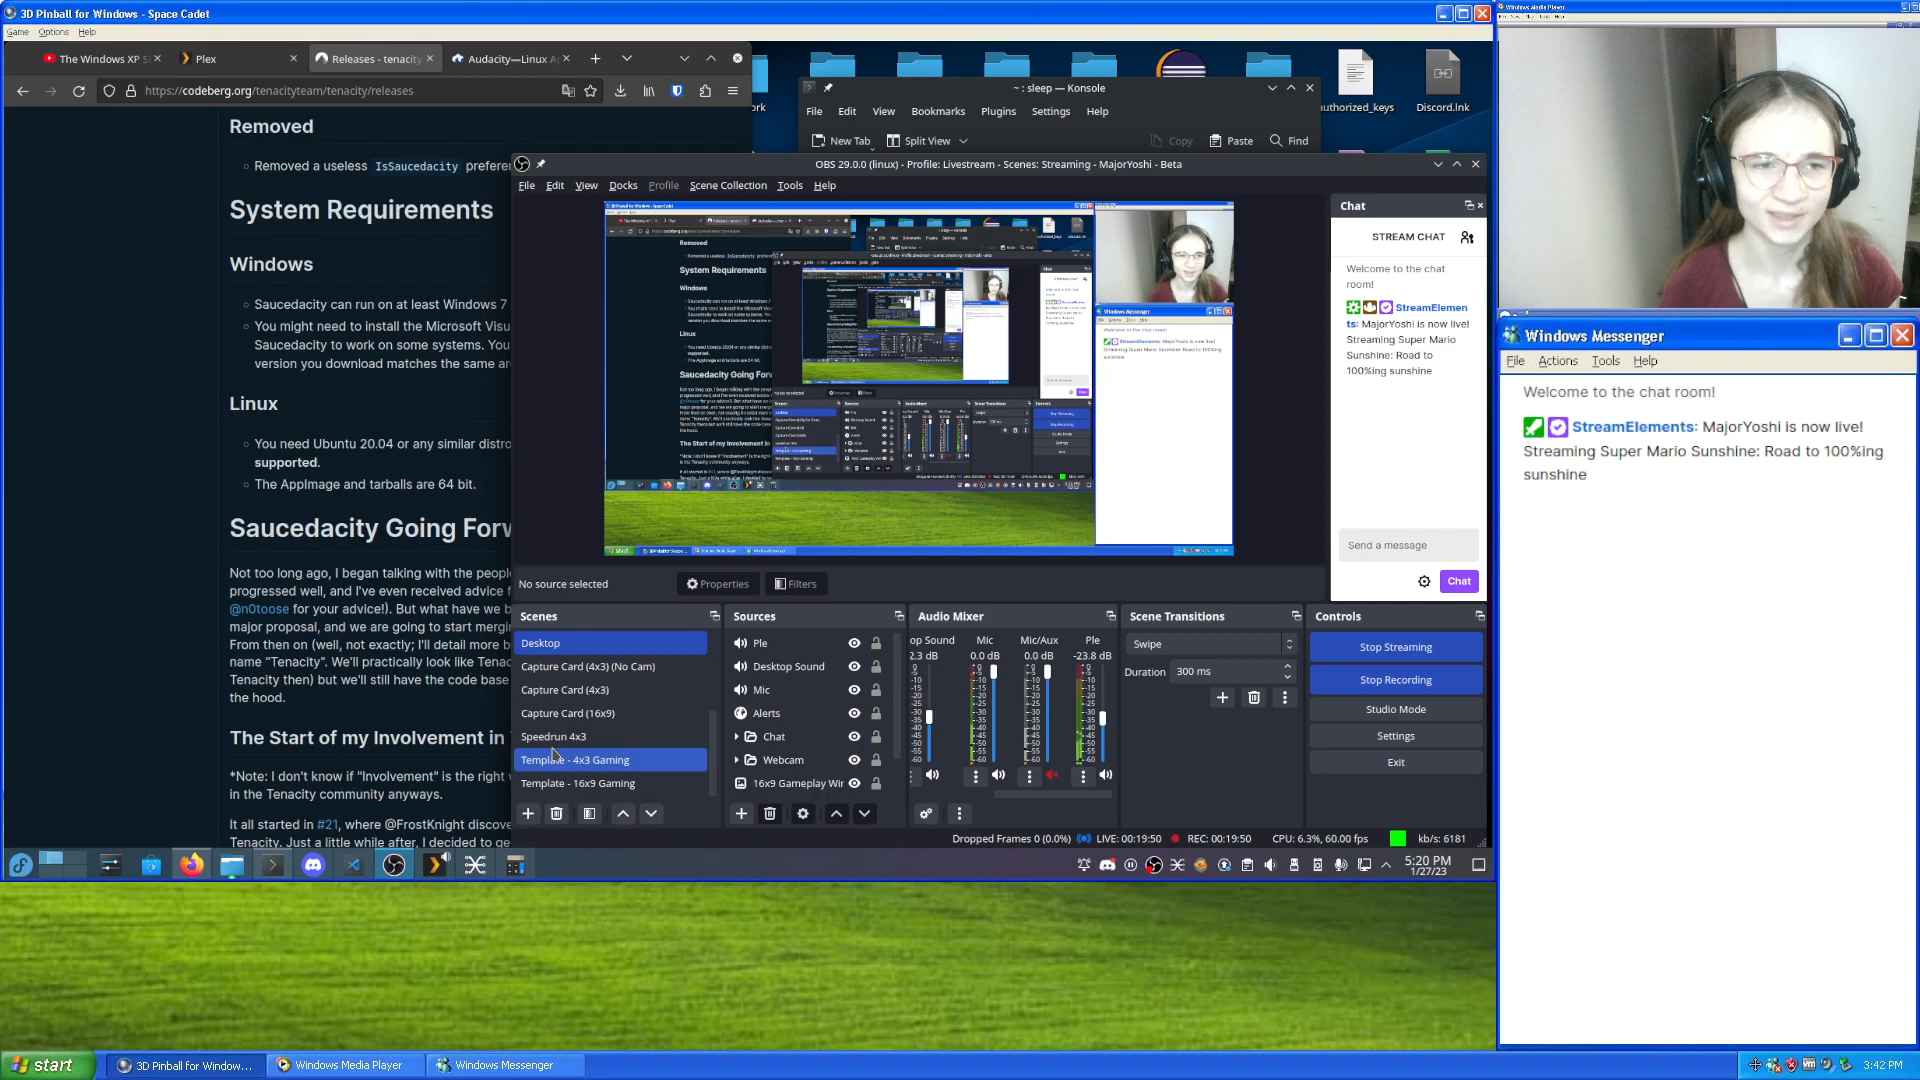 3D Pinball for Windows - Space Cadet
Game Options Help
The Windows XP S
Plex
Releases - tenacity
Audacity—Linux A
https://codeberg.org/tenacityteam/tenacity/releases
Removed
Removed a useless IsSaucedacity prefere
System Requirements
Windows
Saucedacity can run on at least Windows 7
You might need to install the Microsoft Visu
Saucedacity to work on some systems. You
version you download matches the same ar
Linux
You need Ubuntu 20.04 or any similar distro
supported.
The AppImage and tarballs are 64 bit.
Saucedacity Going Forw
Not too long ago, I began talking with the peopl
progressed well, and I've even received advice f
@n0toose for your advice!). But what have we b
major proposal, and we are going to start mergin
From then on (well, not exactly; I'll detail more b
name "Tenacity". We'll practically look like Tenac
Tenacity then) but we'll still have the code base
the hood.
The Start of my Involvement in
*Note: I don't know if "Involvement" is the right
in the Tenacity community anyways.
It all started in #21, where @FrostKnight discove
Tenacity. Just a little while after, I decided to ge
ork
uthorized_keys
Discord.lnk
~ : sleep — Konsole
File Edit View Bookmarks Plugins Settings Help
New Tab Split View Copy Paste Find
OBS 29.0.0 (linux) - Profile: Livestream - Scenes: Streaming - MajorYoshi - Beta
File Edit View Docks Profile Scene Collection Tools Help
Chat
STREAM CHAT
Welcome to the chat
room!
StreamElemen
ts: MajorYoshi is now live!
Streaming Super Mario
Sunshine: Road to
100%ing sunshine
Send a message
Chat
No source selected
Properties
Filters
Scenes
Desktop
Capture Card (4x3) (No Cam)
Capture Card (4x3)
Capture Card (16x9)
Speedrun 4x3
Template - 4x3 Gaming
Template - 16x9 Gaming
Sources
Ple
Desktop Sound
Mic
Alerts
Chat
Webcam
16x9 Gameplay Wir
Audio Mixer
op Sound Mic Mic/Aux Ple
2.3 dB 0.0 dB 0.0 dB -23.8 dB
Scene Transitions
Swipe
Duration 300 ms
Controls
Stop Streaming
Stop Recording
Studio Mode
Settings
Exit
Dropped Frames 0 (0.0%) LIVE: 00:19:50 REC: 00:19:50 CPU: 6.3%, 60.00 fps kb/s: 6181
5:20 PM
1/27/23
Windows Media Player
Windows Messenger
File Actions Tools Help
Welcome to the chat room!
StreamElements: MajorYoshi is now live!
Streaming Super Mario Sunshine: Road to 100%ing
sunshine
start
3D Pinball for Window...
Windows Media Player
Windows Messenger
3:42 PM